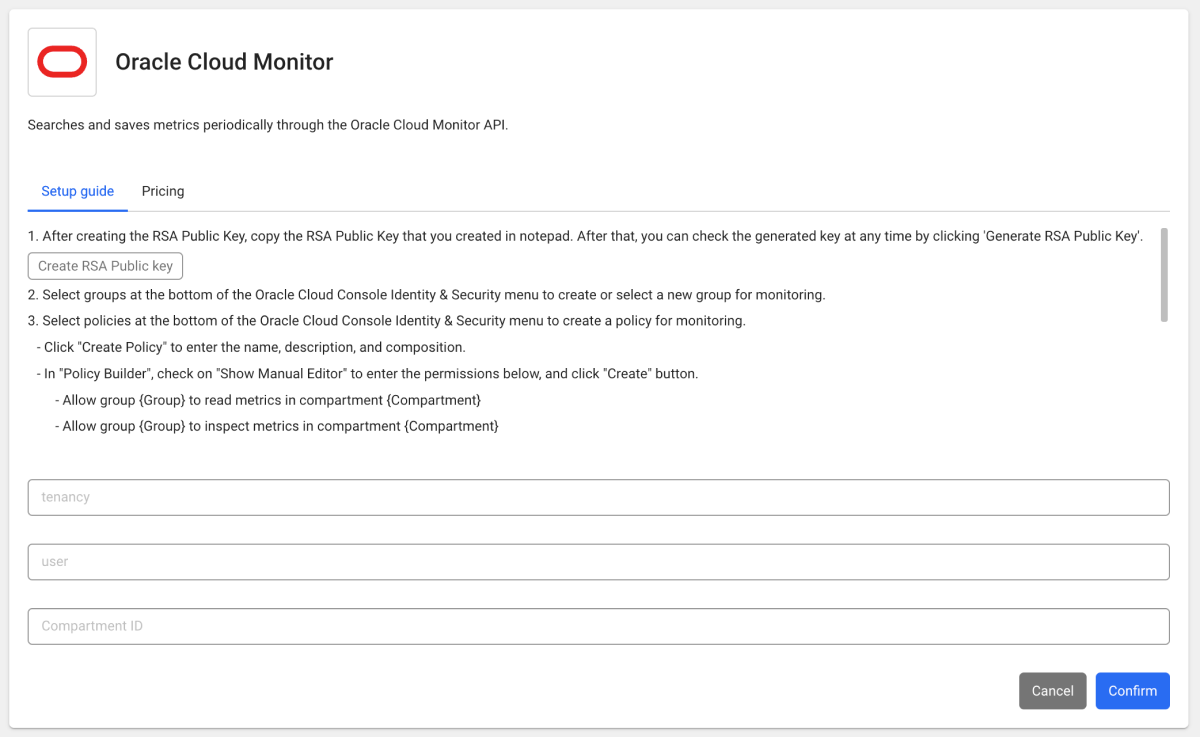 Oracle Cloud Monitor
Searches and saves metrics periodically through the Oracle Cloud Monitor API.
Setup guide
Pricing
1. After creating the RSA Public Key, copy the RSA Public Key that you created in notepad. After that, you can check the generated key at any time by clicking 'Generate RSA Public Key'.
Create RSA Public key
2. Select groups at the bottom of the Oracle Cloud Console Identity & Security menu to create or select a new group for monitoring.
3. Select policies at the bottom of the Oracle Cloud Console Identity & Security menu to create a policy for monitoring.
- Click "Create Policy" to enter the name, description, and composition.
- In "Policy Builder", check on "Show Manual Editor" to enter the permissions below, and click "Create" button.
- Allow group {Group} to read metrics in compartment {Compartment}
- Allow group {Group} to inspect metrics in compartment {Compartment}
tenancy
user
Compartment ID
Cancel
Confirm